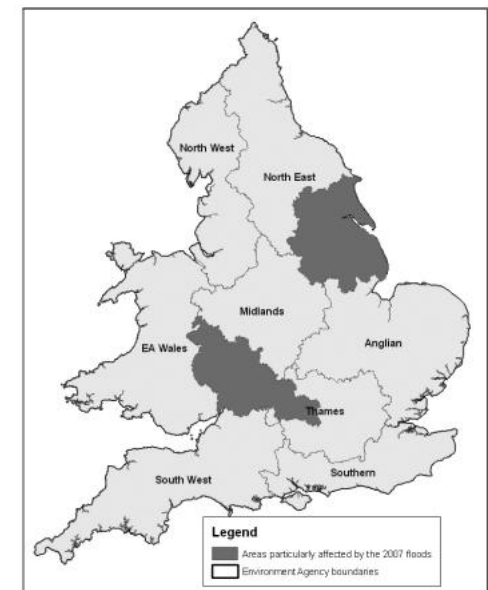 North West
North East
Midlands
EA Wales
Anglian
Thames
South West
Southern
Legend
Areas particularly affected by the 2007 floods
Environment Agency boundaries